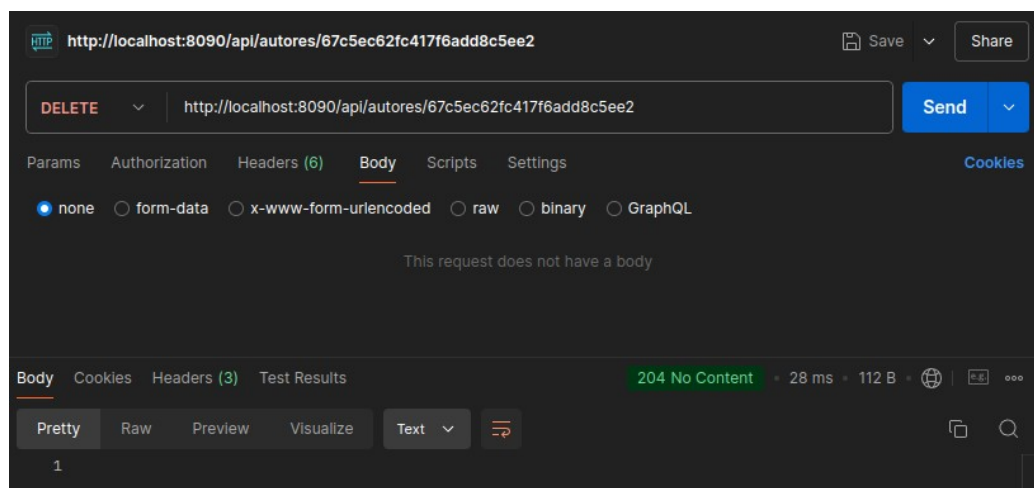 HTTP http://localhost:8090/api/autores/67c5ec62fc417f6add8c5ee2 Save Share
DELETE http://localhost:8090/api/autores/67c5ec62fc417f6add8c5ee2 Send
Params Authorization Headers (6) Body Scripts Settings Cookies
none form-data x-www-form-urlencoded raw binary GraphQL
This request does not have a body
Body Cookies Headers (3) Test Results 204 No Content 28 ms 112 B e.g.
Pretty Raw Preview Visualize Text
1